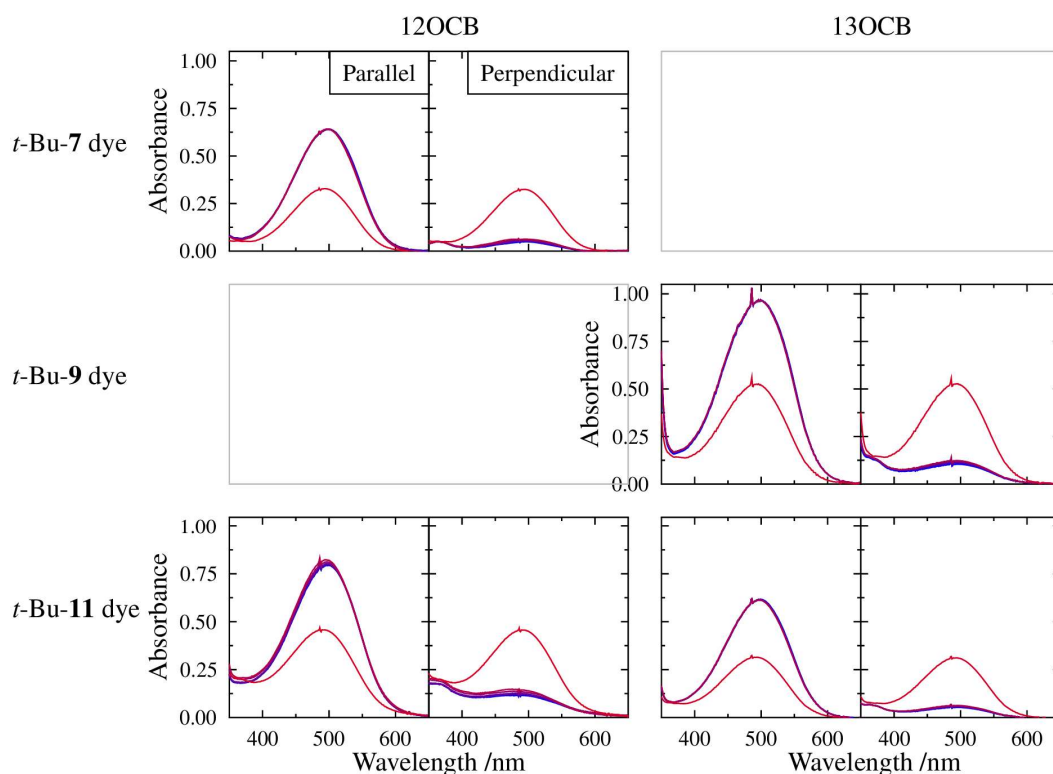 12OCB 13OCB
t-Bu-7 dye
Absorbance
1.00
0.75
0.50
0.25
0.00
Parallel
Perpendicular
t-Bu-9 dye
Absorbance
1.00
0.75
0.50
0.25
0.00
t-Bu-11 dye
Absorbance
1.00
0.75
0.50
0.25
0.00
400 500 600 400 500 600 400 500 600 400 500 600
Wavelength /nm Wavelength /nm